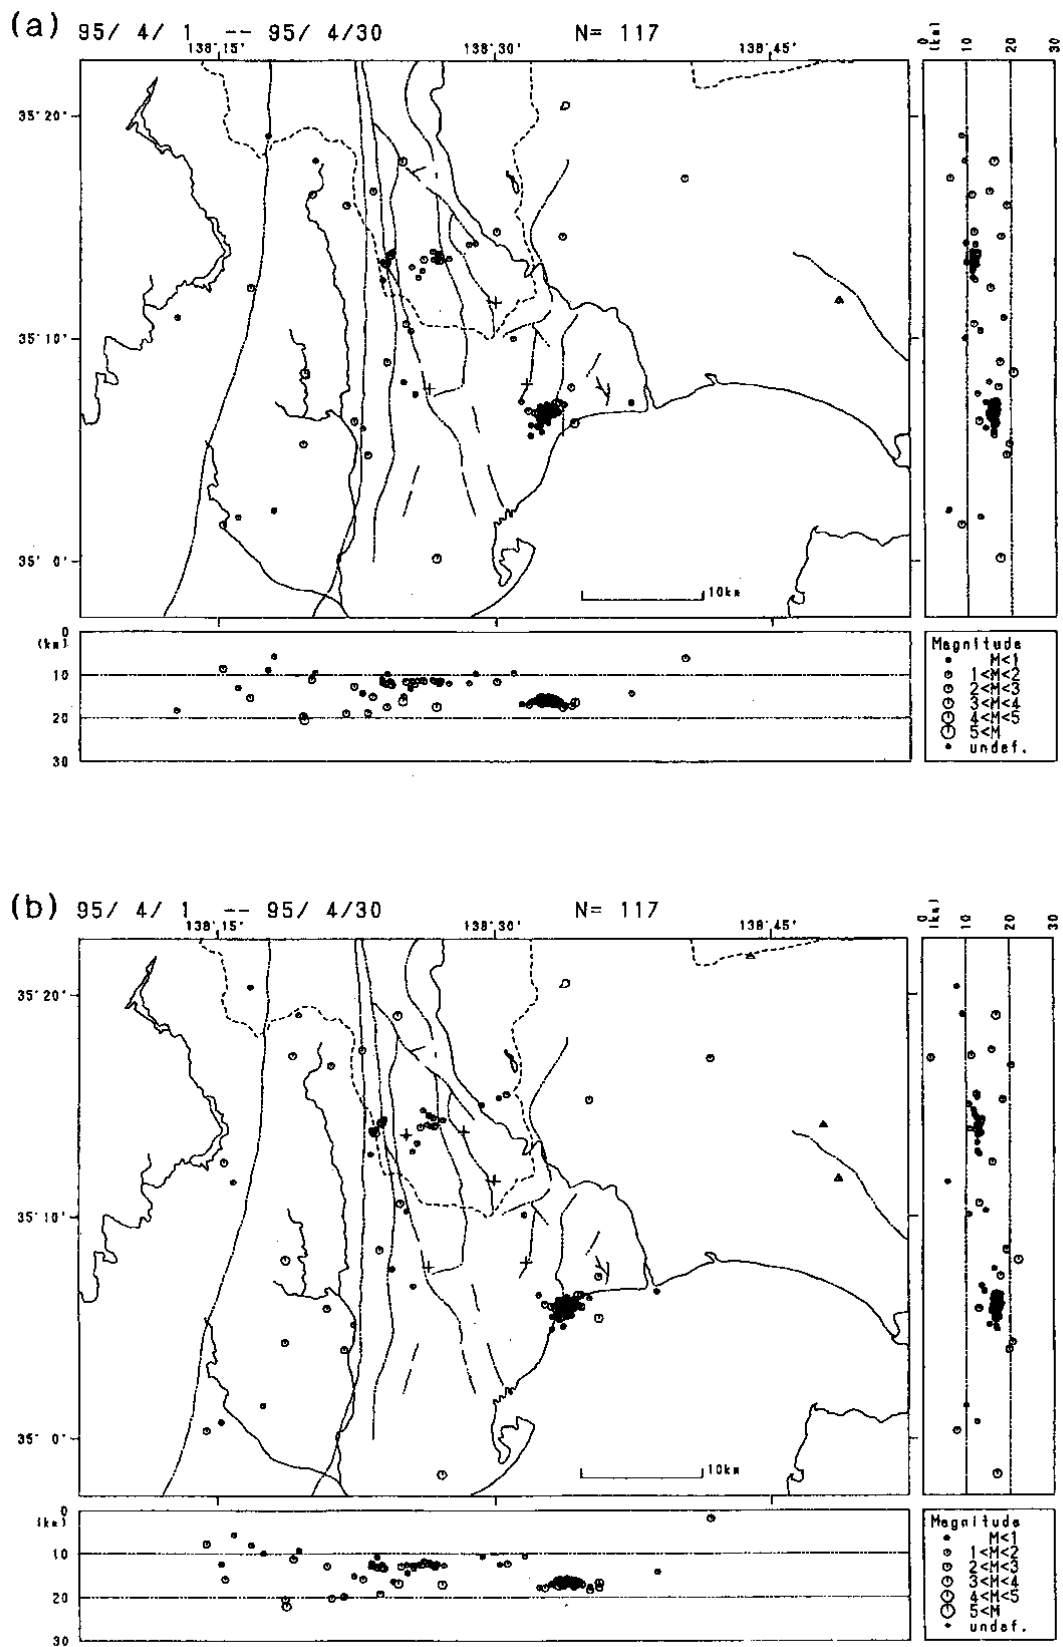 (a) 95/ 4/ 1 -- 95/ 4/30 N= 117
138°15' 138°30' 138°45'
0 10 20 30
(km)
35°20'
35°10'
35° 0'
10km
0
(km)
10
20
30
Magnitude
M<1
1<M<2
2<M<3
3<M<4
4<M<5
5<M
undef.
(b) 95/ 4/ 1 -- 95/ 4/30 N= 117
138°15' 138°30' 138°45'
0 10 20 30
(km)
35°20'
35°10'
35° 0'
10km
0
(km)
10
20
30
Magnitude
M<1
1<M<2
2<M<3
3<M<4
4<M<5
5<M
undef.